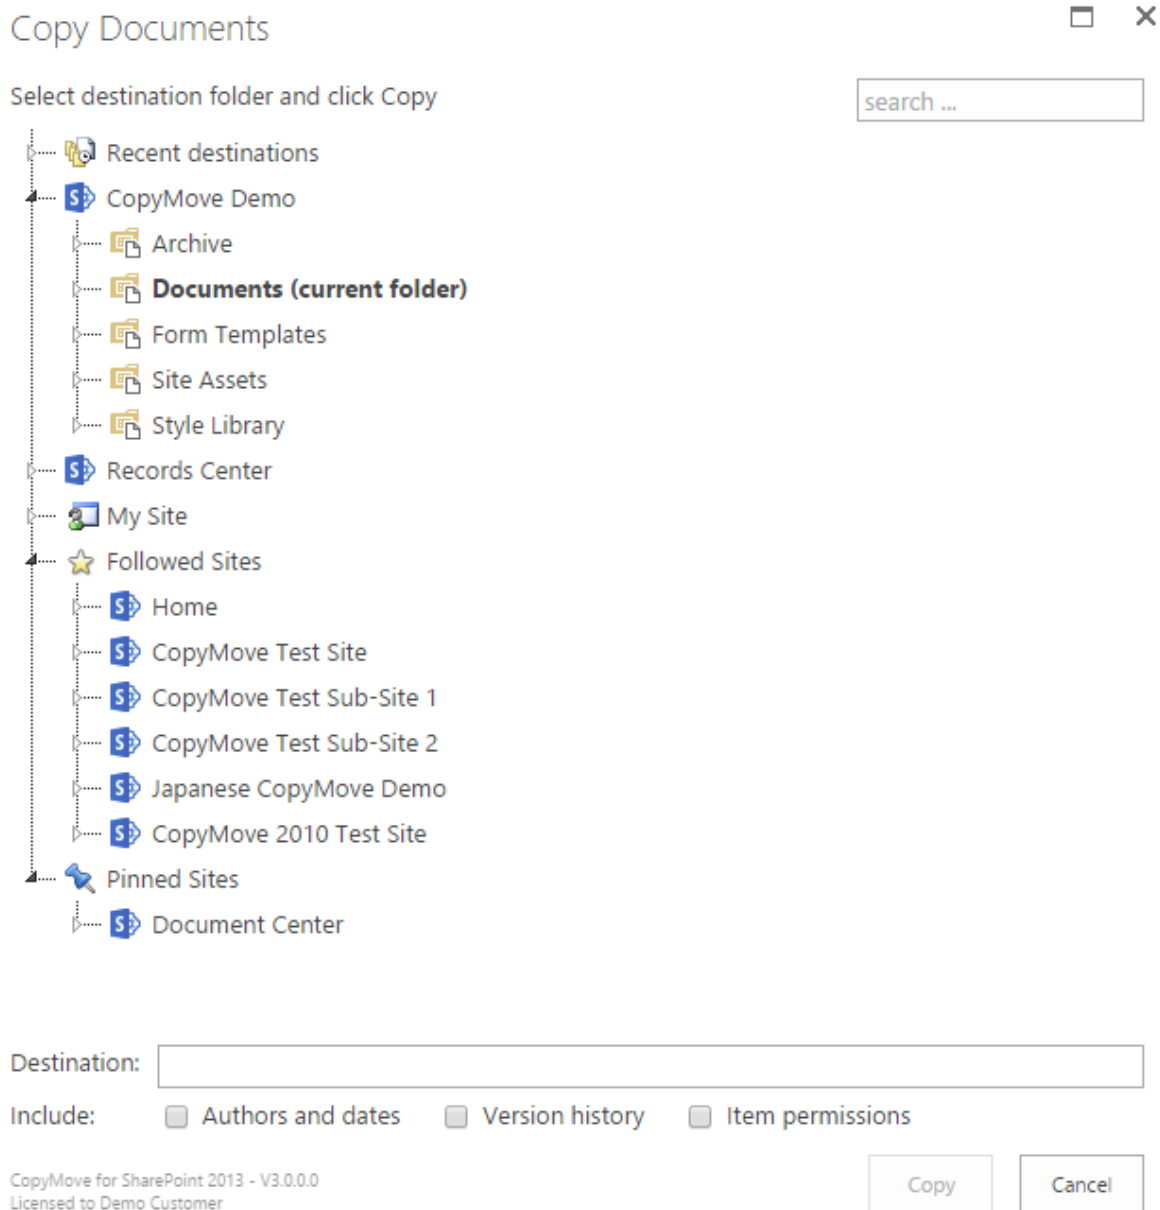 Copy Documents
Select destination folder and click Copy
search ...
Recent destinations
CopyMove Demo
Archive
Documents (current folder)
Form Templates
Site Assets
Style Library
Records Center
My Site
Followed Sites
Home
CopyMove Test Site
CopyMove Test Sub-Site 1
CopyMove Test Sub-Site 2
Japanese CopyMove Demo
CopyMove 2010 Test Site
Pinned Sites
Document Center
Destination:
Include: Authors and dates Version history Item permissions
CopyMove for SharePoint 2013 - V3.0.0.0
Licensed to Demo Customer
Copy Cancel